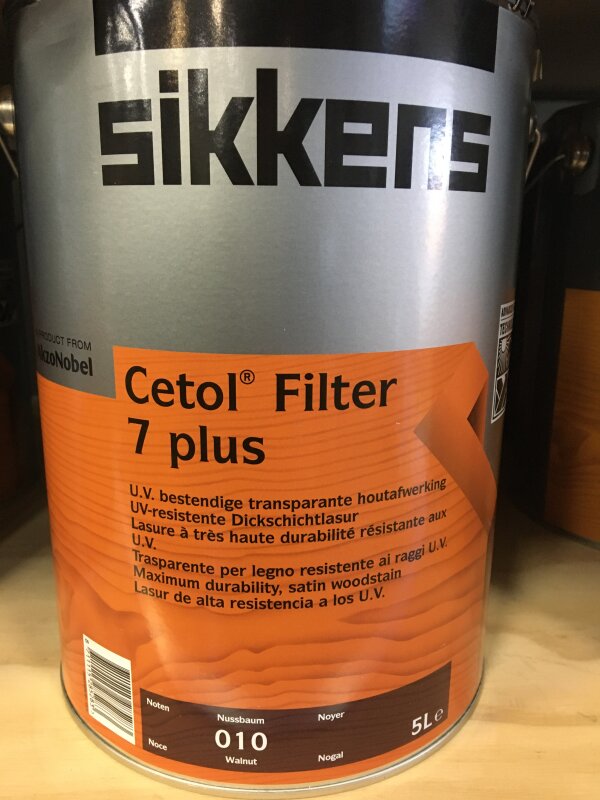 sikkens
PRODUCT FROM
AkzoNobel
Cetol® Filter
7 plus
U.V. bestendige transparante houtafwerking
UV-resistente Dickschichtlasur
Lasure à très haute durabilité résistante aux
U.V.
Trasparente per legno resistente ai raggi U.V.
Maximum durability, satin woodstain
Lasur de alta resistencia a los U.V.
Noten Nussbaum Noyer
010
Noce Walnut Nogal
5L e